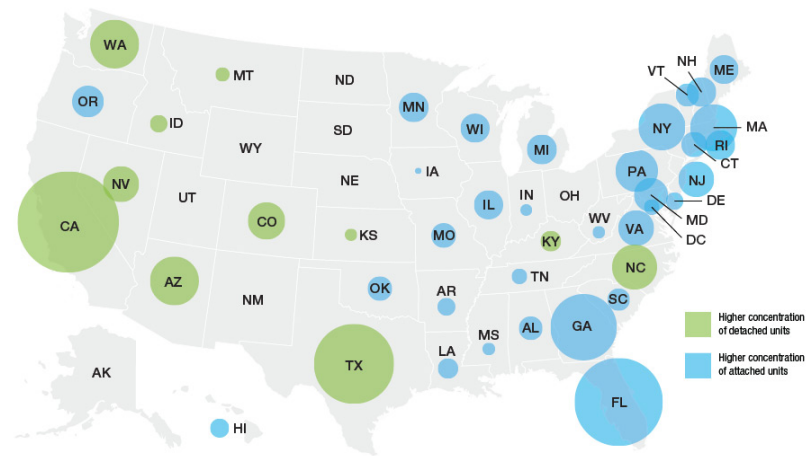 WA
MT
ND
VT
NH
ME
OR
ID
MN
WI
NY
MA
SD
MI
RI
WY
CT
PA
NV
NE
IA
NJ
UT
IL
IN
OH
DE
CA
CO
KS
MO
KY
WV
VA
MD
DC
AZ
NM
OK
AR
TN
NC
SC
TX
LA
MS
AL
GA
Higher concentration
of detached units
Higher concentration
of attached units
AK
HI
FL